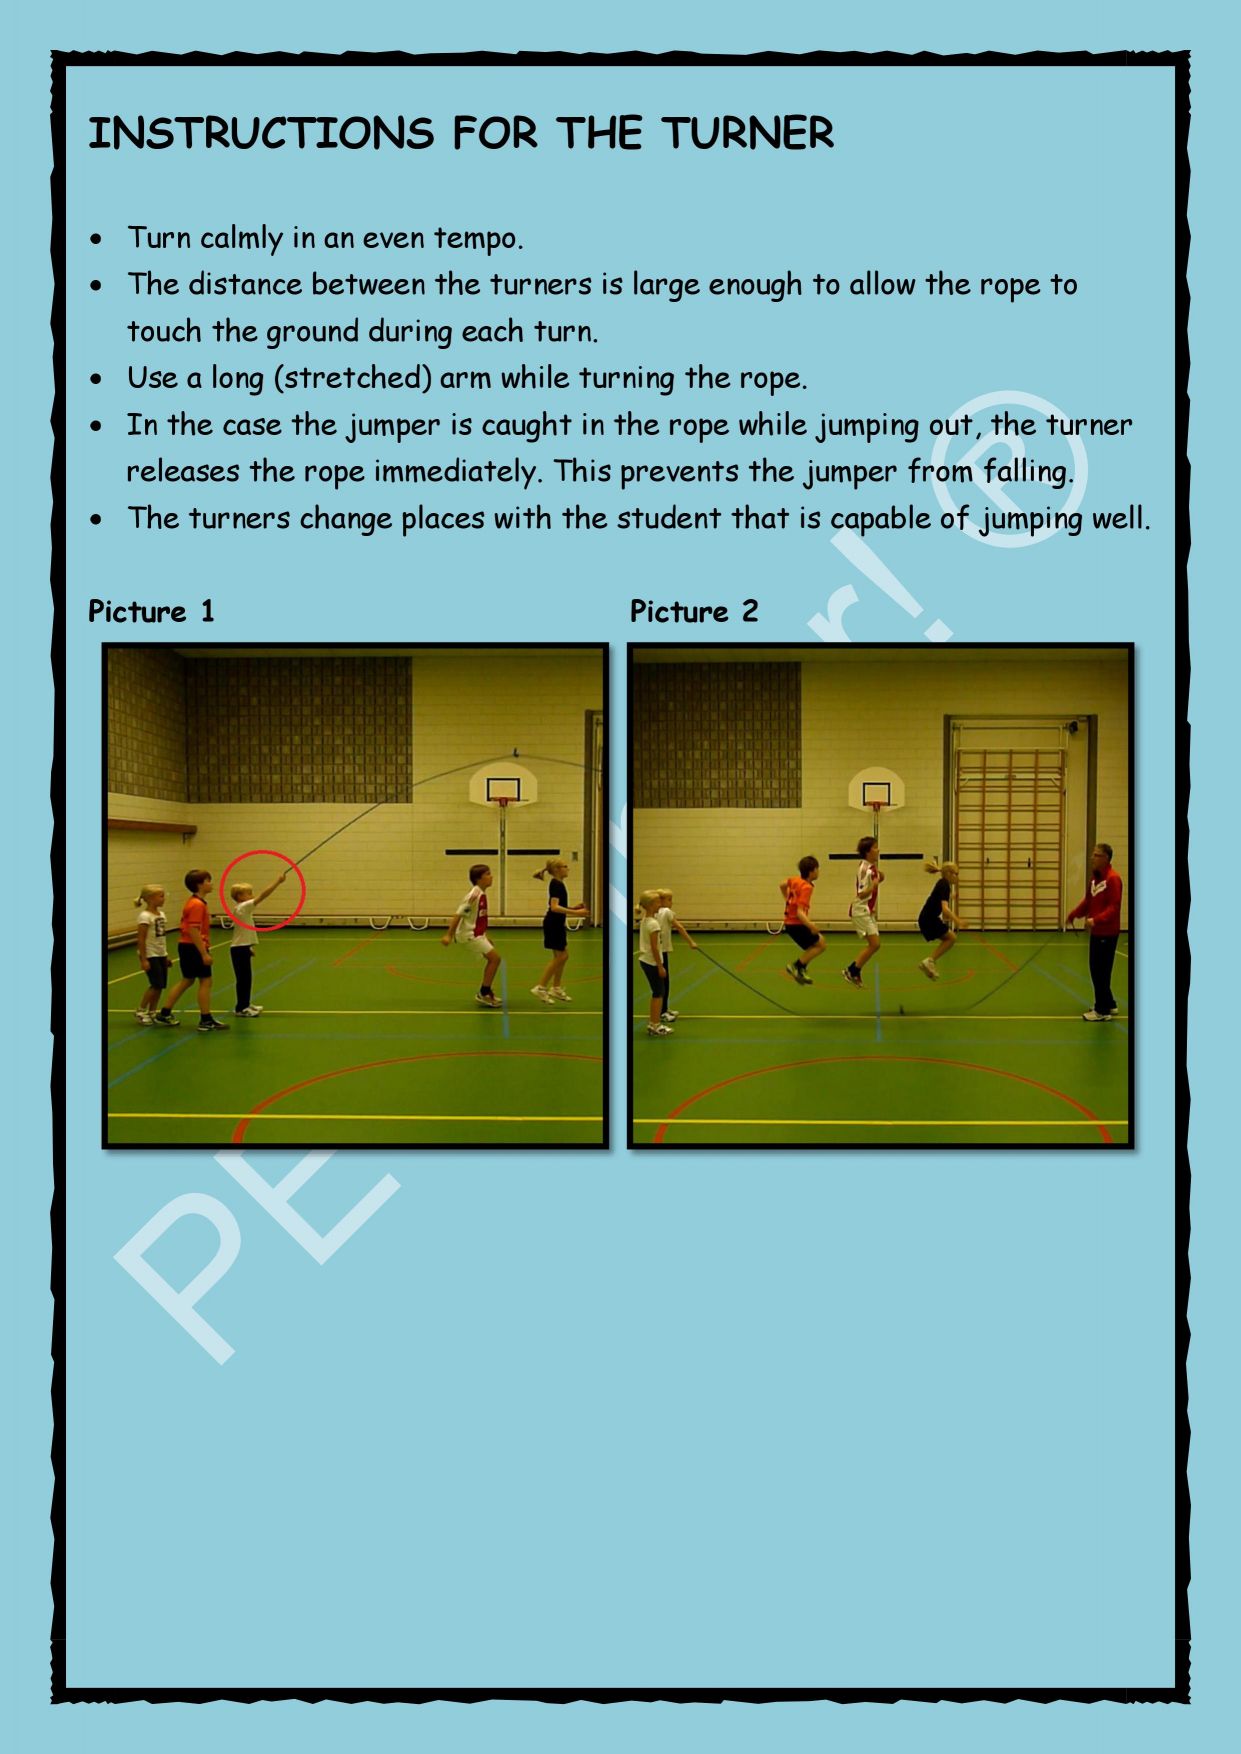 INSTRUCTIONS FOR THE TURNER
• Turn calmly in an even tempo.
• The distance between the turners is large enough to allow the rope to
touch the ground during each turn.
• Use a long (stretched) arm while turning the rope.
• In the case the jumper is caught in the rope while jumping out, the turner
releases the rope immediately. This prevents the jumper from falling.
• The turners change places with the student that is capable of jumping well.
Picture 1
Picture 2